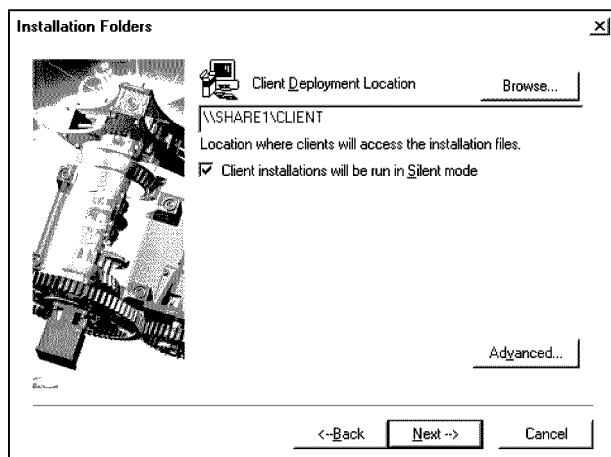 Installation Folders
Client Deployment Location
Browse...
\\SHARE1\CLIENT
Location where clients will access the installation files.
Client installations will be run in Silent mode
Advanced...
<--Back
Next-->
Cancel